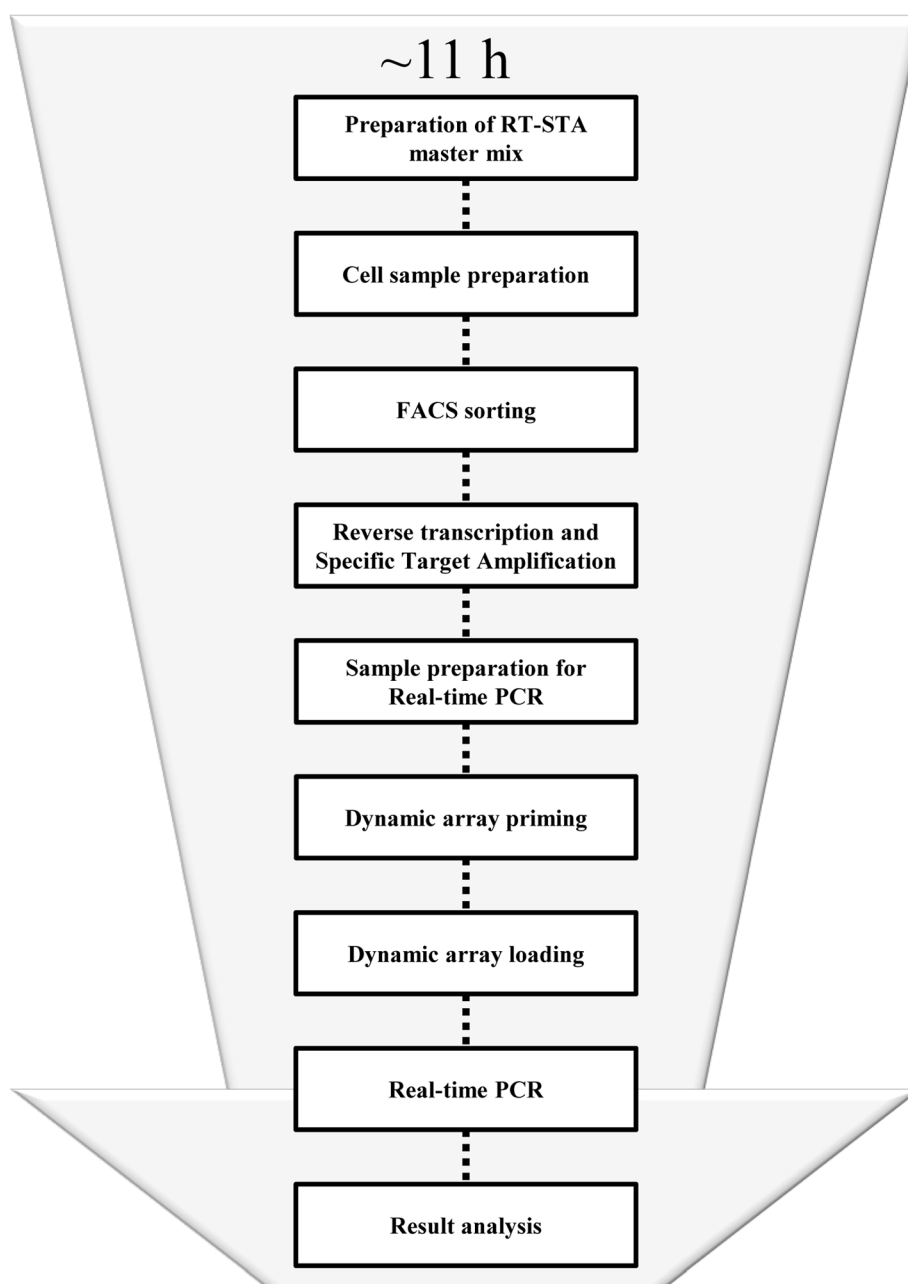 ~11 h
Preparation of RT-STA
master mix
Cell sample preparation
FACS sorting
Reverse transcription and
Specific Target Amplification
Sample preparation for
Real-time PCR
Dynamic array priming
Dynamic array loading
Real-time PCR
Result analysis